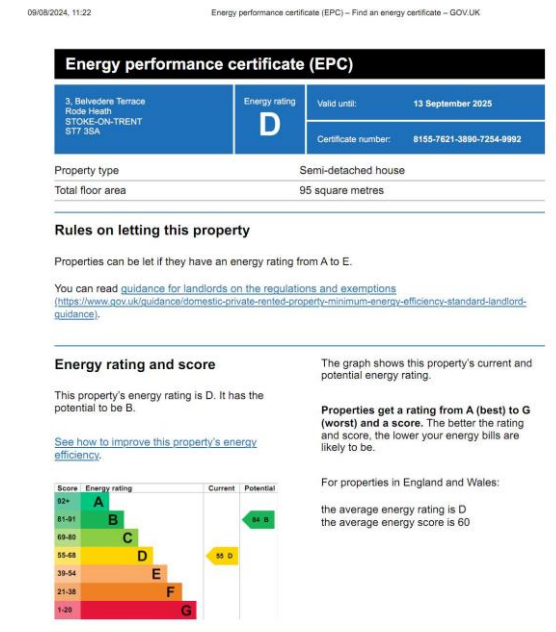 09/08/2024, 11:22
Energy performance certificate (EPC) – Find an energy certificate – GOV.UK
Energy performance certificate (EPC)
3, Belvedere Terrace
Rode Heath
STOKE-ON-TRENT
ST7 3SA
Energy rating
D
Valid until: 13 September 2025
Certificate number: 8155-7621-3890-7254-9992
Property type Semi-detached house
Total floor area 95 square metres
Rules on letting this property
Properties can be let if they have an energy rating from A to E.
You can read guidance for landlords on the regulations and exemptions
(https://www.gov.uk/guidance/domestic-private-rented-property-minimum-energy-efficiency-standard-landlord-
guidance).
Energy rating and score
This property's energy rating is D. It has the
potential to be B.
See how to improve this property's energy
efficiency.
Score Energy rating Current Potential
92+ A
81-91 B 84 B
69-80 C
55-68 D 55 D
39-54 E
21-38 F
1-20 G
The graph shows this property's current and
potential energy rating.
Properties get a rating from A (best) to G
(worst) and a score. The better the rating
and score, the lower your energy bills are
likely to be.
For properties in England and Wales:
the average energy rating is D
the average energy score is 60